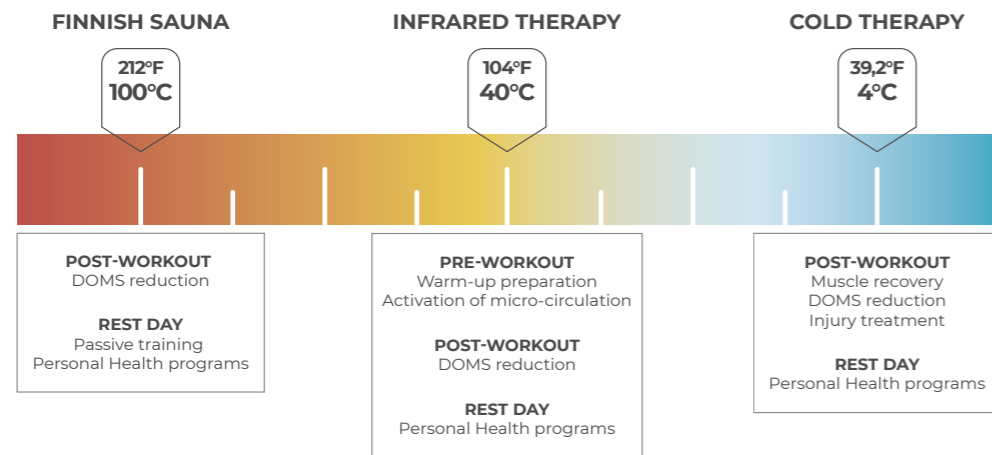 FINNISH SAUNA
212°F
100°C
POST-WORKOUT
DOMS reduction
REST DAY
Passive training
Personal Health programs
INFRARED THERAPY
104°F
40°C
PRE-WORKOUT
Warm-up preparation
Activation of micro-circulation
POST-WORKOUT
DOMS reduction
REST DAY
Personal Health programs
COLD THERAPY
39,2°F
4°C
POST-WORKOUT
Muscle recovery
DOMS reduction
Injury treatment
REST DAY
Personal Health programs